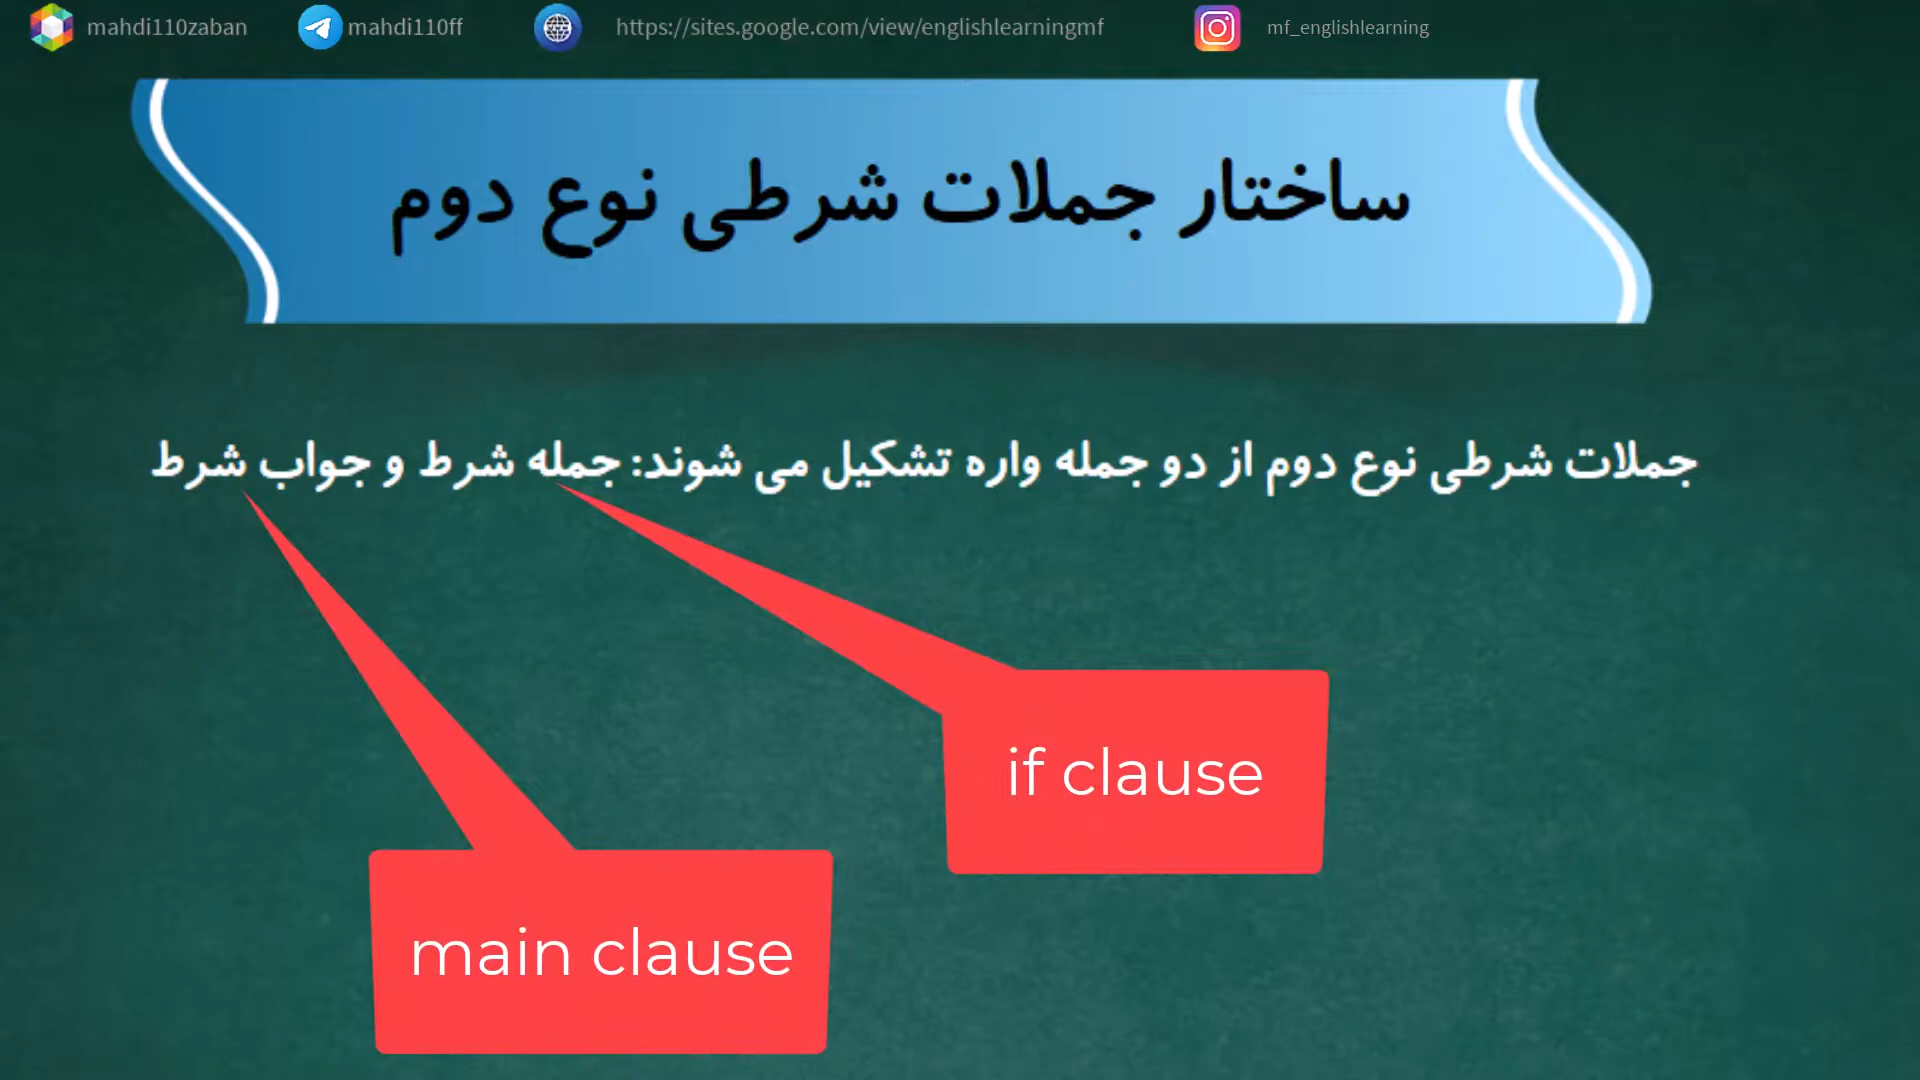 mahdi110zaban mahdi110ff https://sites.google.com/view/englishlearningmf mf_englishlearning
ساختار جملات شرطی نوع دوم
جملات شرطی نوع دوم از دو جمله واره تشکیل می شوند: جمله شرط و جواب شرط
if clause
main clause